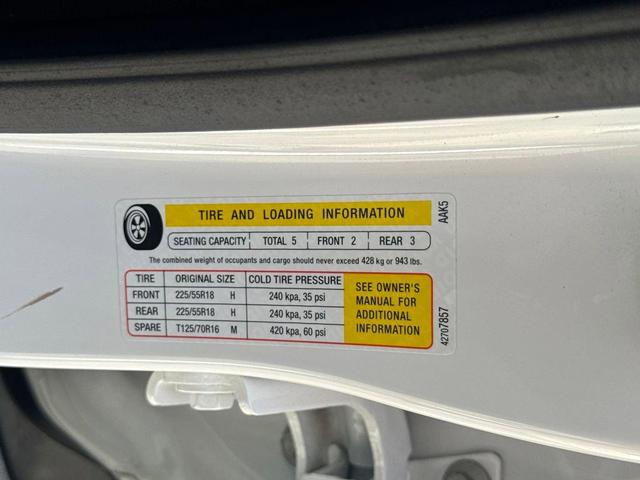 TIRE AND LOADING INFORMATION
SEATING CAPACITY TOTAL 5 FRONT 2 REAR 3
The combined weight of occupants and cargo should never exceed 428 kg or 943 lbs.
TIRE ORIGINAL SIZE COLD TIRE PRESSURE
FRONT 225/55R18 H 240 kpa, 35 psi
REAR 225/55R18 H 240 kpa, 35 psi
SPARE T125/70R16 M 420 kpa, 60 psi
SEE OWNER'S
MANUAL FOR
ADDITIONAL
INFORMATION
AAK5
42707857